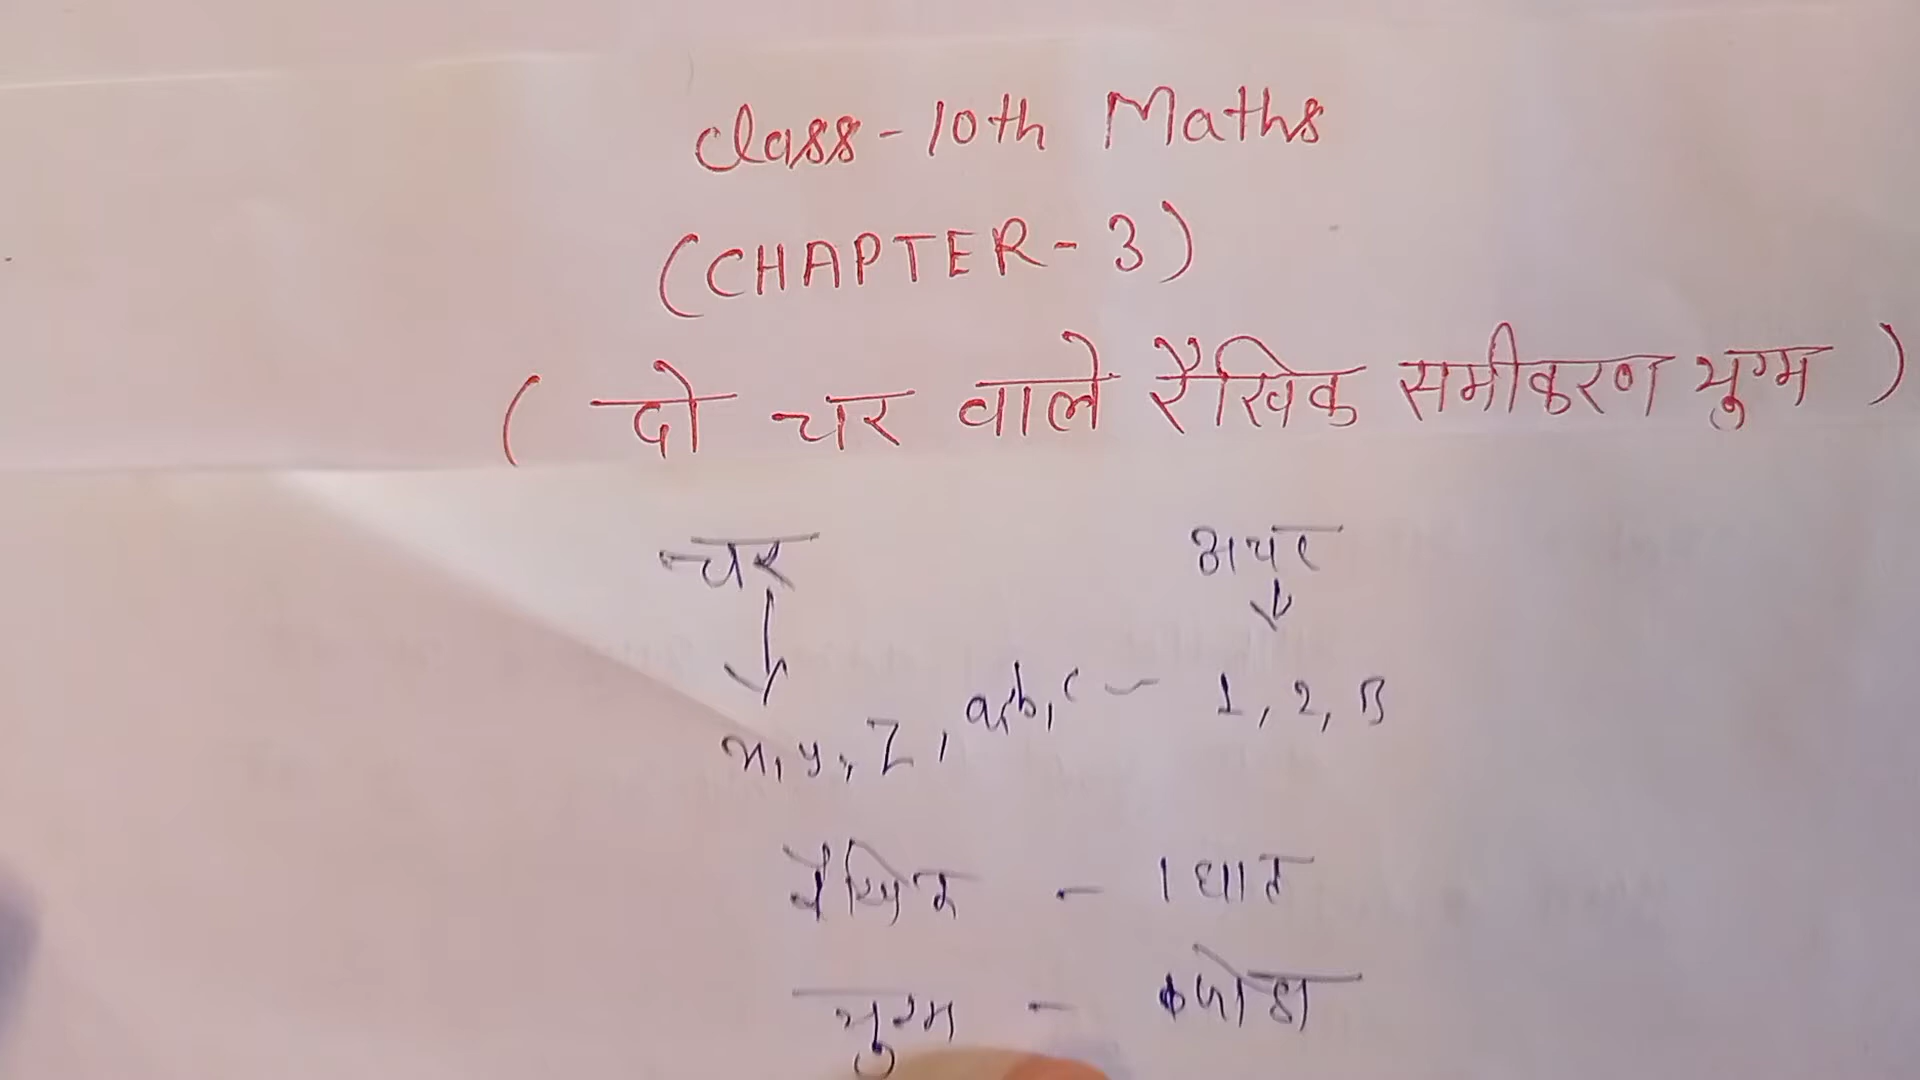 Class-10th Maths
(CHAPTER-3)
( दो चर वाले रैखिक समीकरण युग्म )
चर अचर
x, y, z, a, b, c - 1, 2, 3
रैखिक - 1 घात
युग्म - जोडा